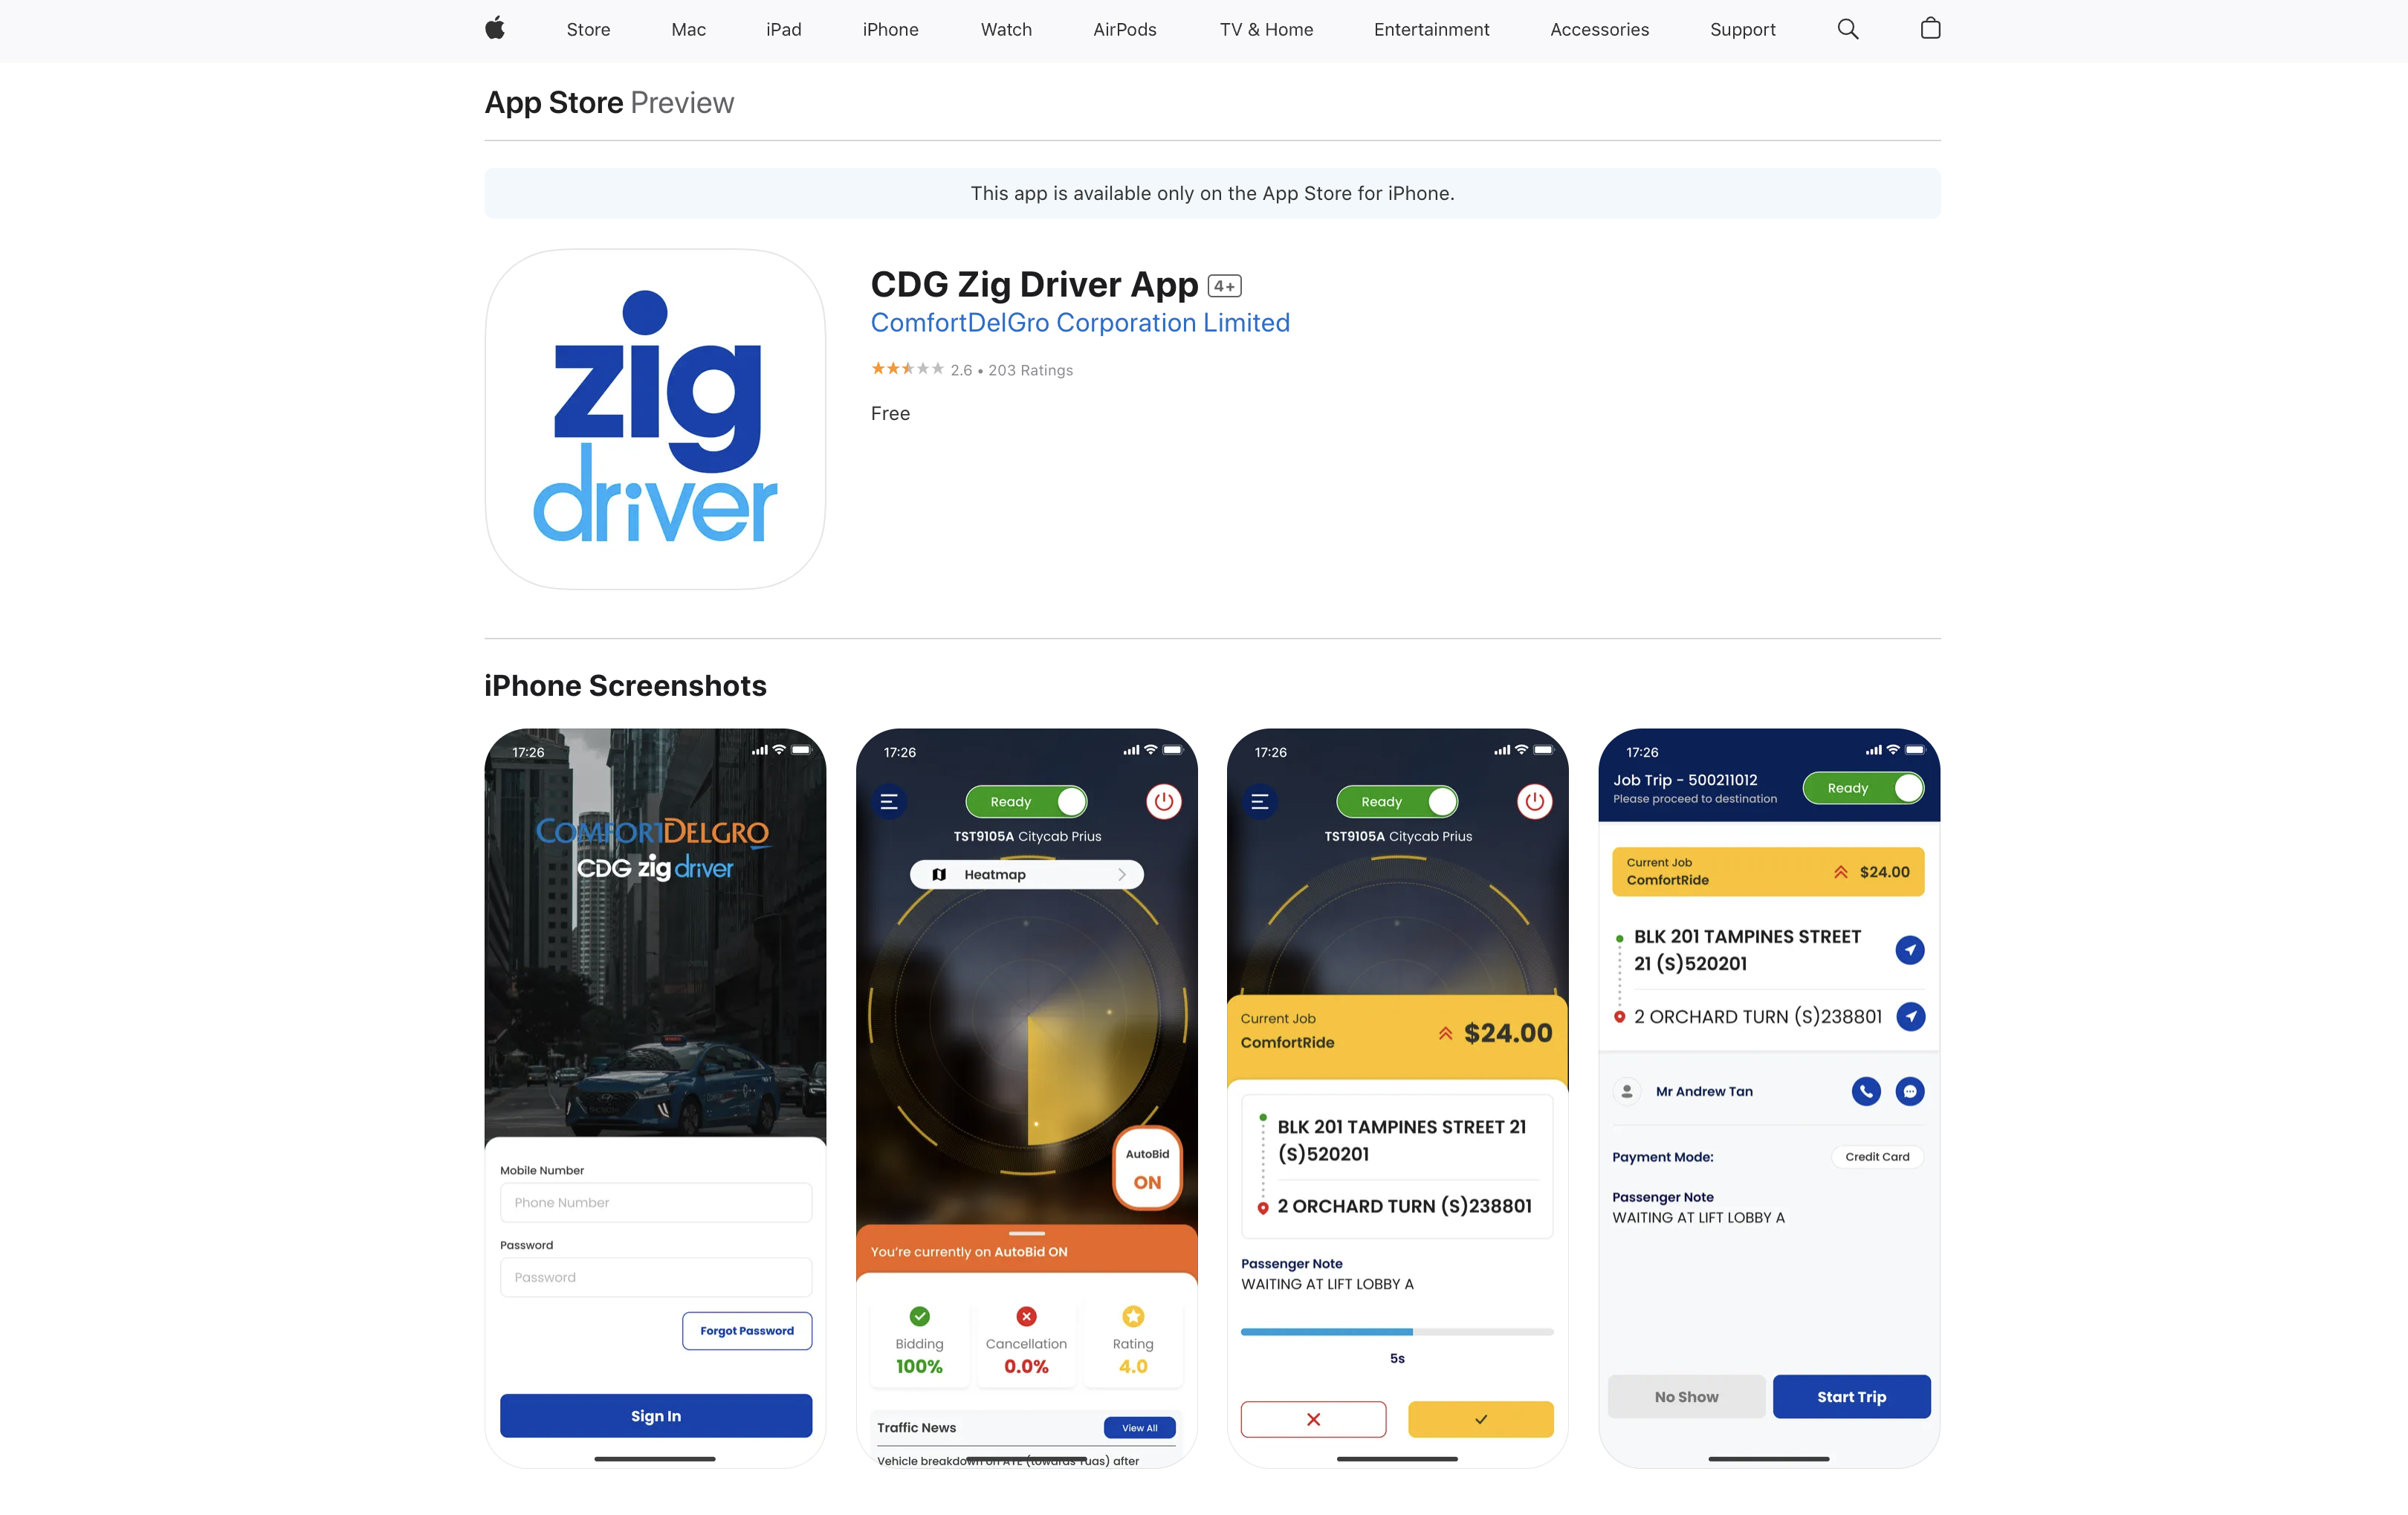 Store Mac iPad iPhone Watch AirPods TV & Home Entertainment Accessories Support
App Store Preview
This app is available only on the App Store for iPhone.
zig
driver
CDG Zig Driver App 4+
ComfortDelGro Corporation Limited
2.6 • 203 Ratings
Free
iPhone Screenshots
17:26
COMFORTDELGRO
CDG zig driver
Mobile Number
Phone Number
Password
Password
Forgot Password
Sign In
17:26
Ready
TST9105A Citycab Prius
Heatmap
AutoBid
ON
You're currently on AutoBid ON
Bidding
100%
Cancellation
0.0%
Rating
4.0
Traffic News
View All
Vehicle breakdown on AYE (towards Tuas) after
17:26
Ready
TST9105A Citycab Prius
Current Job
ComfortRide
$24.00
BLK 201 TAMPINES STREET 21
(S)520201
2 ORCHARD TURN (S)238801
Passenger Note
WAITING AT LIFT LOBBY A
5s
17:26
Job Trip - 500211012
Please proceed to destination
Ready
Current Job
ComfortRide
$24.00
BLK 201 TAMPINES STREET
21 (S)520201
2 ORCHARD TURN (S)238801
Mr Andrew Tan
Payment Mode:
Credit Card
Passenger Note
WAITING AT LIFT LOBBY A
No Show
Start Trip